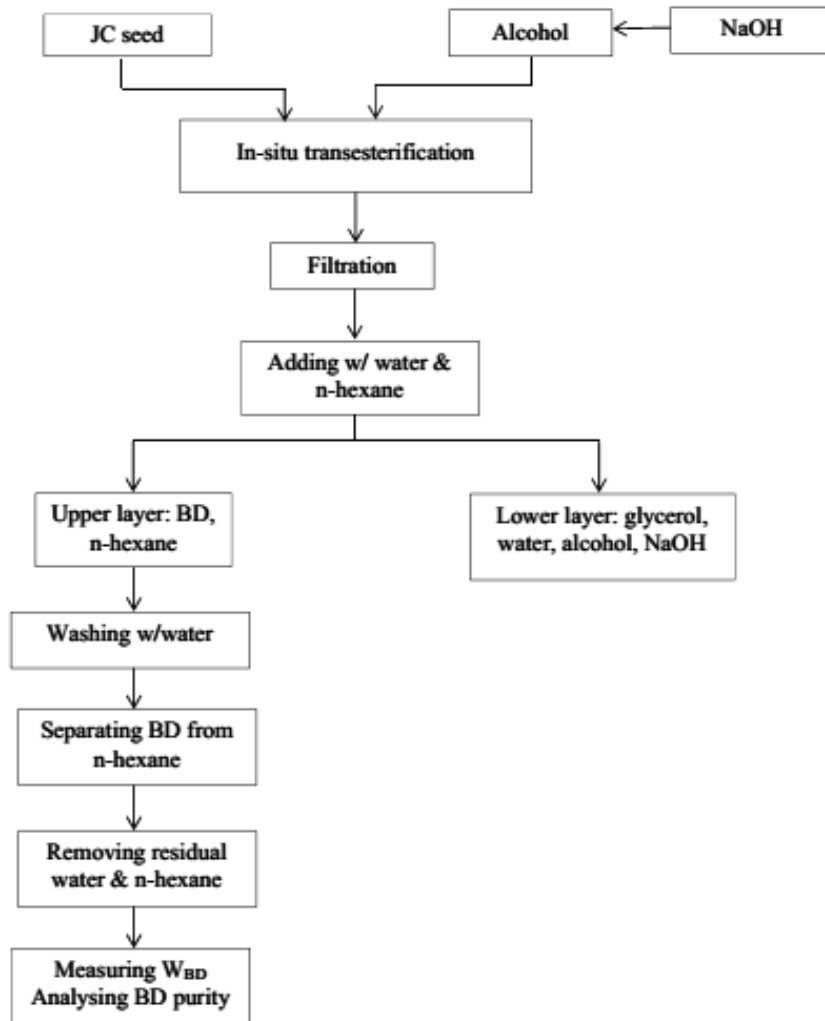 JC seed
Alcohol
NaOH
In-situ transesterification
Filtration
Adding w/ water &
n-hexane
Upper layer: BD,
n-hexane
Lower layer: glycerol,
water, alcohol, NaOH
Washing w/water
Separating BD from
n-hexane
Removing residual
water & n-hexane
Measuring W_BD
Analysing BD purity